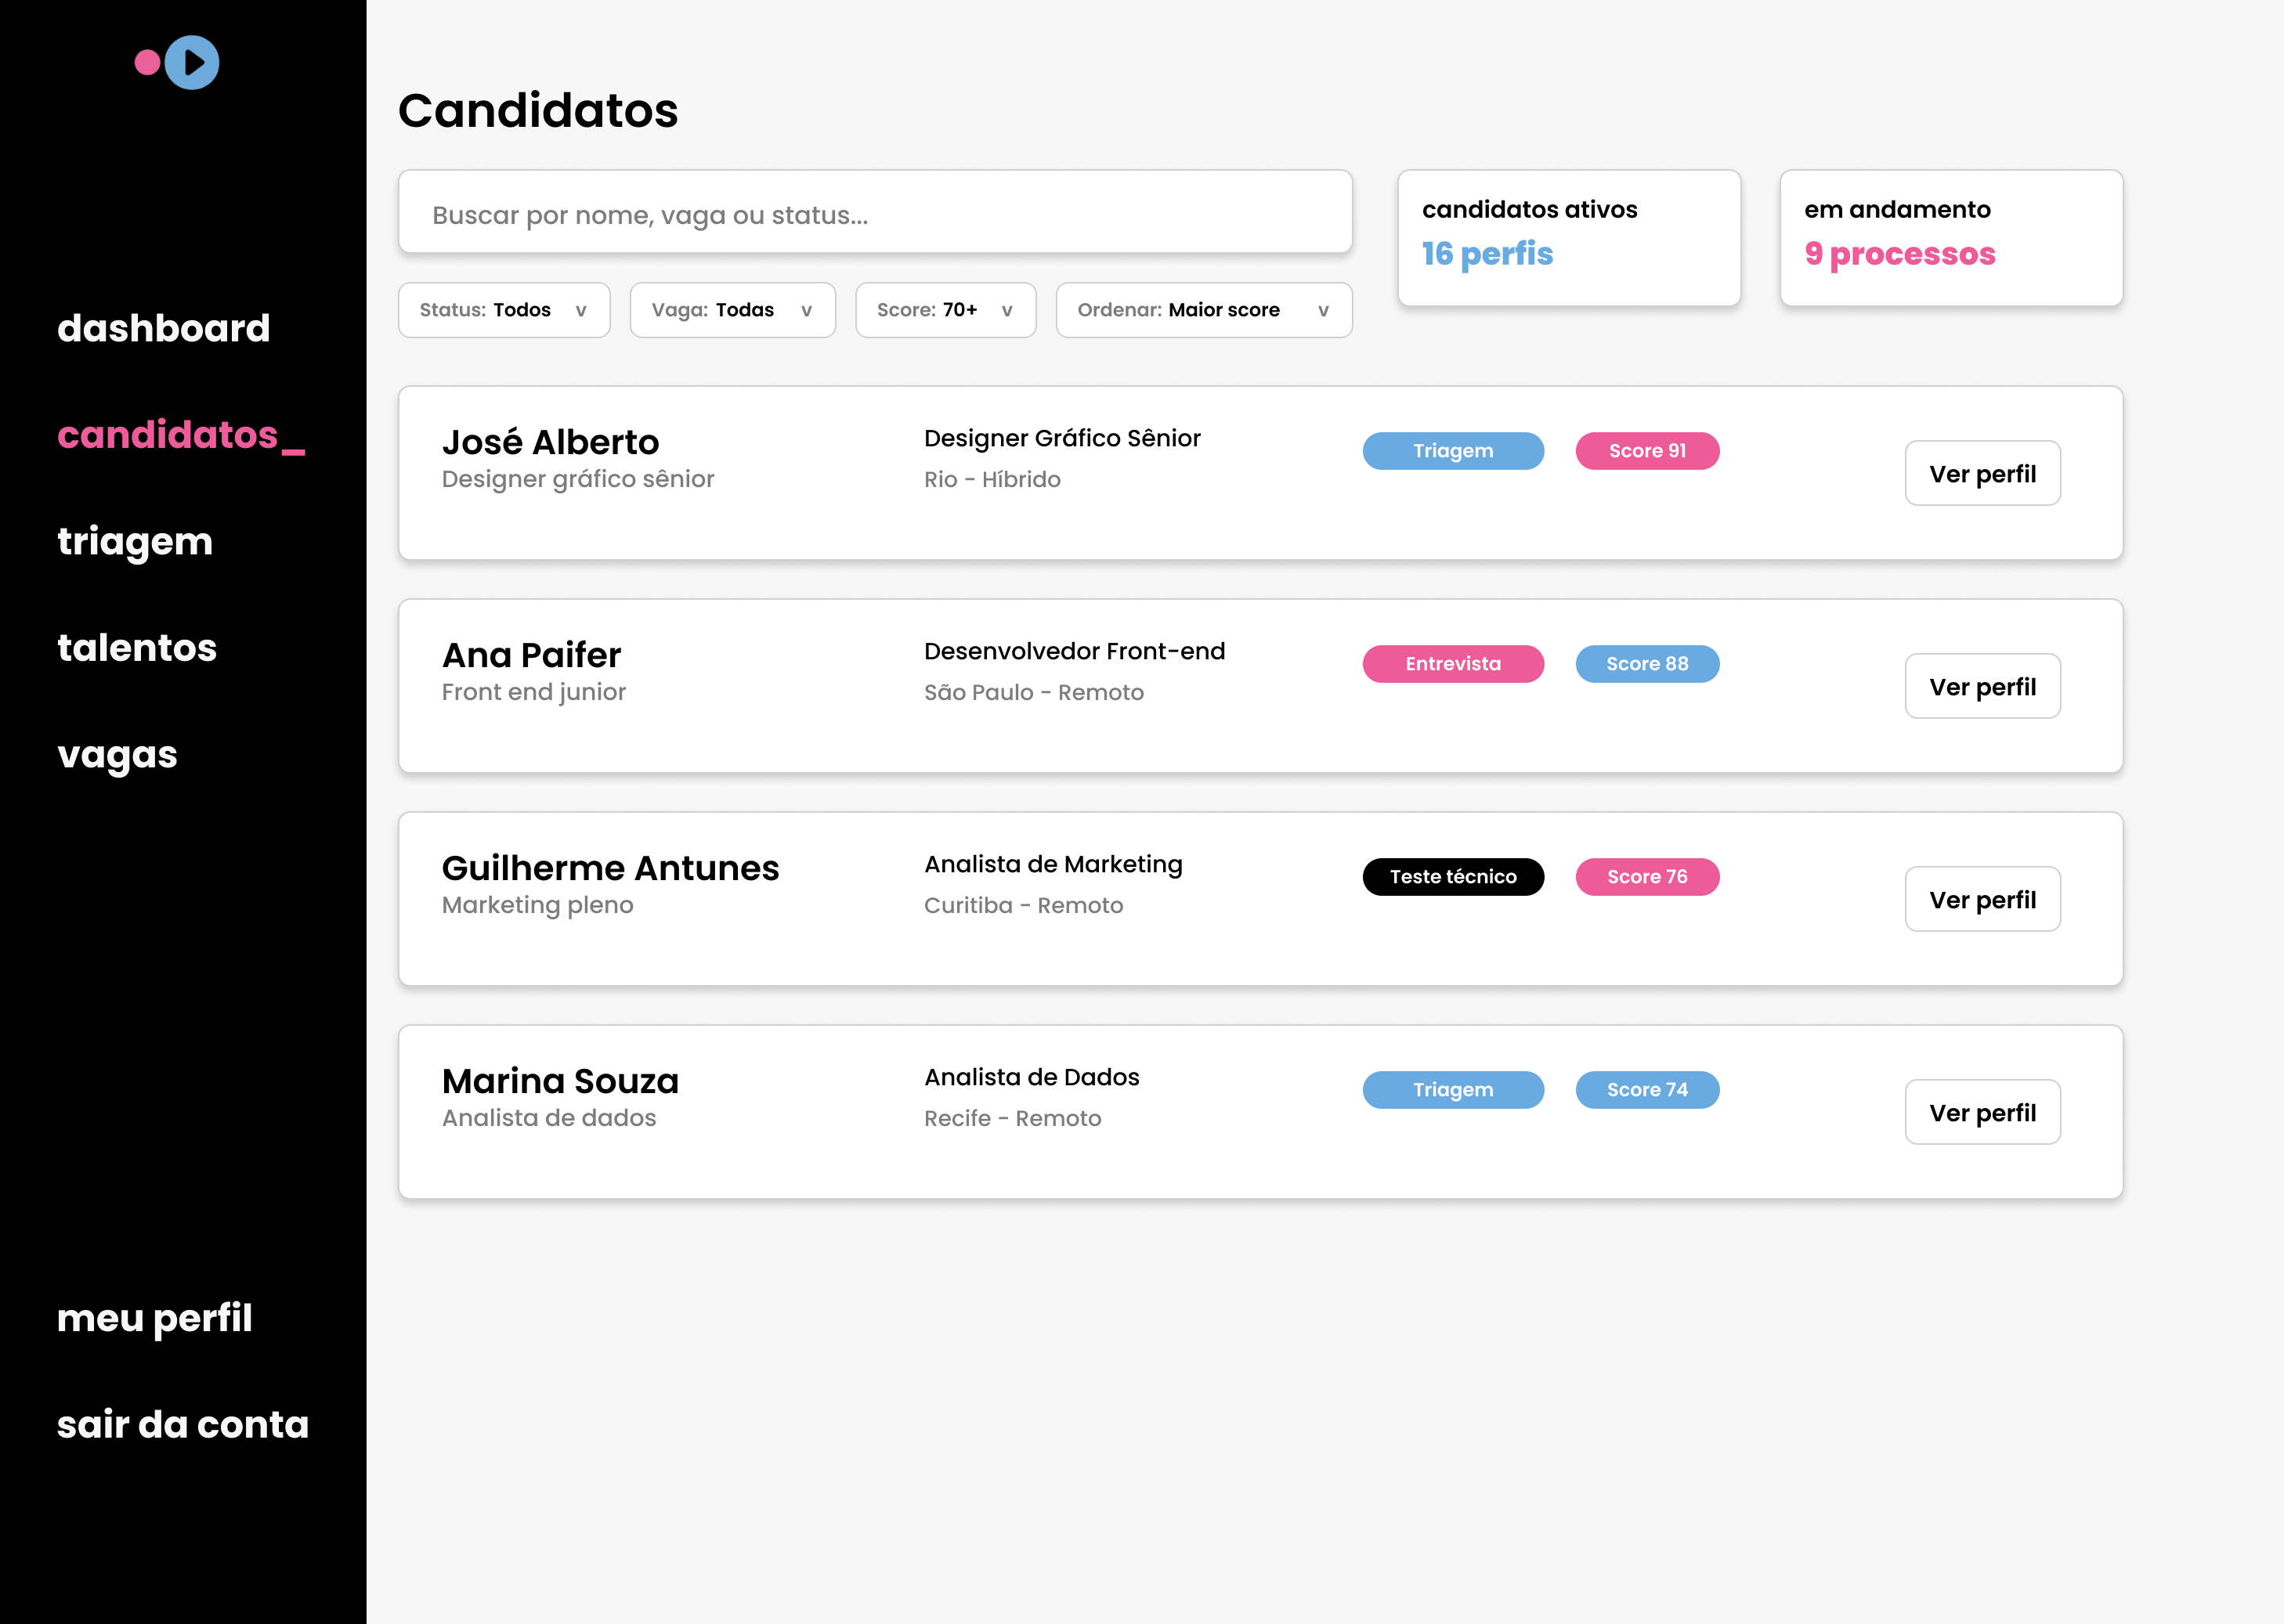 dashboard
candidatos_
triagem
talentos
vagas
meu perfil
sair da conta
Candidatos
Buscar por nome, vaga ou status...
candidatos ativos
16 perfis
em andamento
9 processos
Status: Todos v
Vaga: Todas v
Score: 70+ v
Ordenar: Maior score v
José Alberto
Designer gráfico sênior
Designer Gráfico Sênior
Rio - Híbrido
Triagem
Score 91
Ver perfil
Ana Paifer
Front end junior
Desenvolvedor Front-end
São Paulo - Remoto
Entrevista
Score 88
Ver perfil
Guilherme Antunes
Marketing pleno
Analista de Marketing
Curitiba - Remoto
Teste técnico
Score 76
Ver perfil
Marina Souza
Analista de dados
Analista de Dados
Recife - Remoto
Triagem
Score 74
Ver perfil